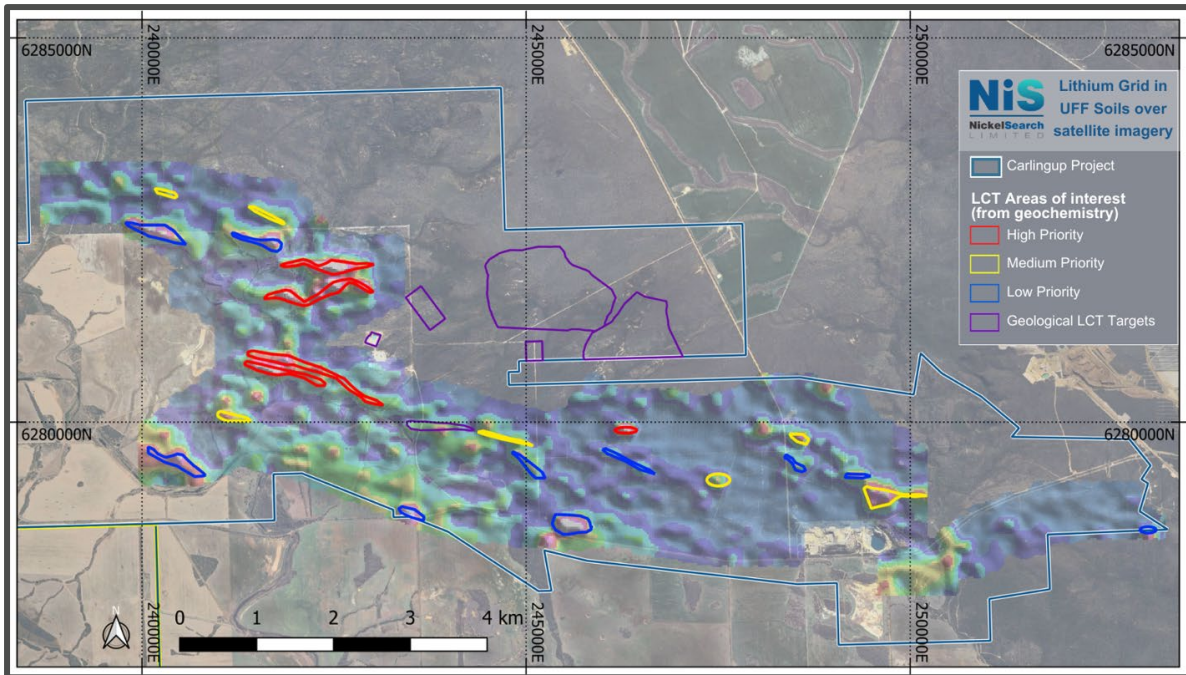 240000E
245000E
250000E
6285000N
6285000N
NiS
NickelSearch
LIMITED
Lithium Grid in
UFF Soils over
satellite imagery
Carlingup Project
LCT Areas of interest
(from geochemistry)
High Priority
Medium Priority
Low Priority
Geological LCT Targets
6280000N
6280000N
N
0 1 2 3 4 km
240000E
245000E
250000E